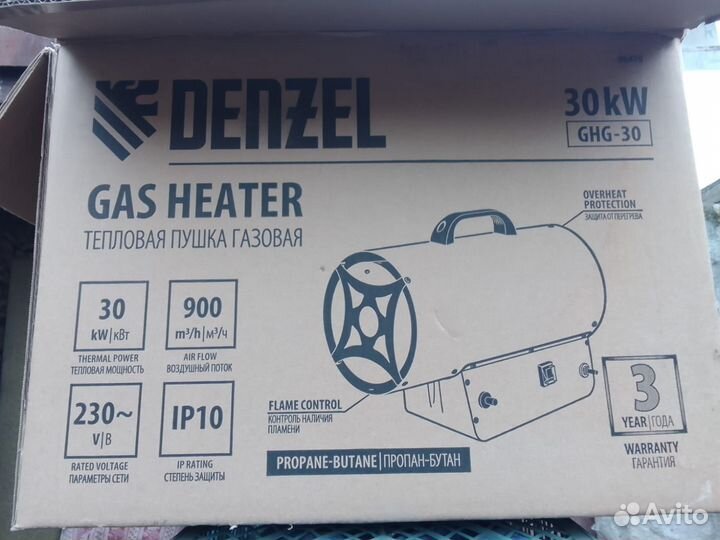 DENZEL
30 kW
GHG-30
GAS HEATER
ТЕПЛОВАЯ ПУШКА ГАЗОВАЯ
OVERHEAT
PROTECTION
ЗАЩИТА ОТ ПЕРЕГРЕВА
30
kW|кВт
THERMAL POWER
ТЕПЛОВАЯ МОЩНОСТЬ
900
m³/h|м³/ч
AIR FLOW
ВОЗДУШНЫЙ ПОТОК
230~
V|В
RATED VOLTAGE
ПАРАМЕТРЫ СЕТИ
IP10
IP RATING
СТЕПЕНЬ ЗАЩИТЫ
FLAME CONTROL
КОНТРОЛЬ НАЛИЧИЯ
ПЛАМЕНИ
PROPANE-BUTANE|ПРОПАН-БУТАН
3
YEAR|ГОДА
WARRANTY
ГАРАНТИЯ
Avito